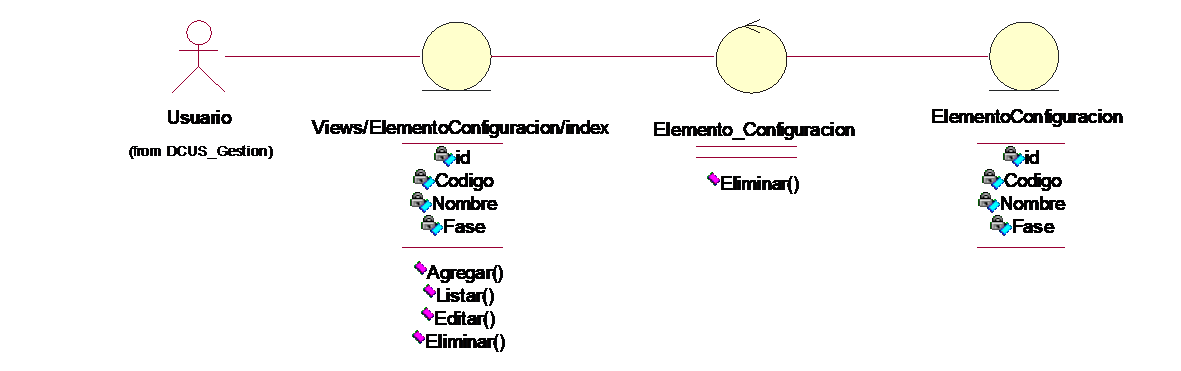 Usuario
(from DCUS_Gestion)
Views/ElementoConfiguracion/index
id
Codigo
Nombre
Fase
Agregar()
Listar()
Editar()
Eliminar()
Elemento_Configuracion
Eliminar()
ElementoConfiguracion
id
Codigo
Nombre
Fase